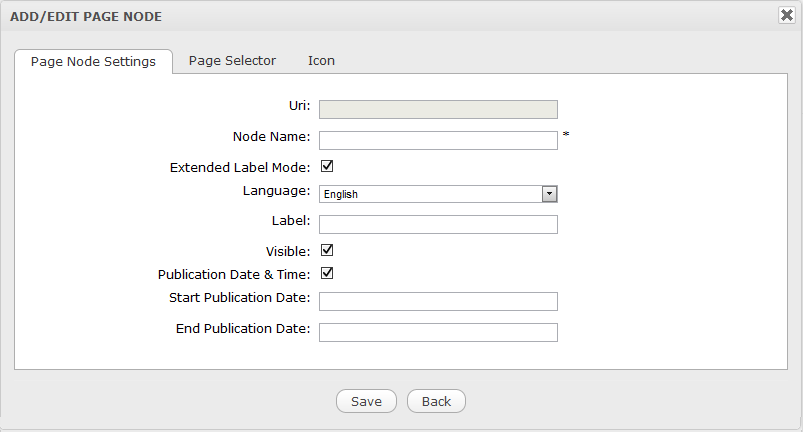 ADD/EDIT PAGE NODE
Page Node Settings Page Selector Icon
Uri:
Node Name: *
Extended Label Mode:
Language: English
Label:
Visible:
Publication Date & Time:
Start Publication Date:
End Publication Date:
Save Back